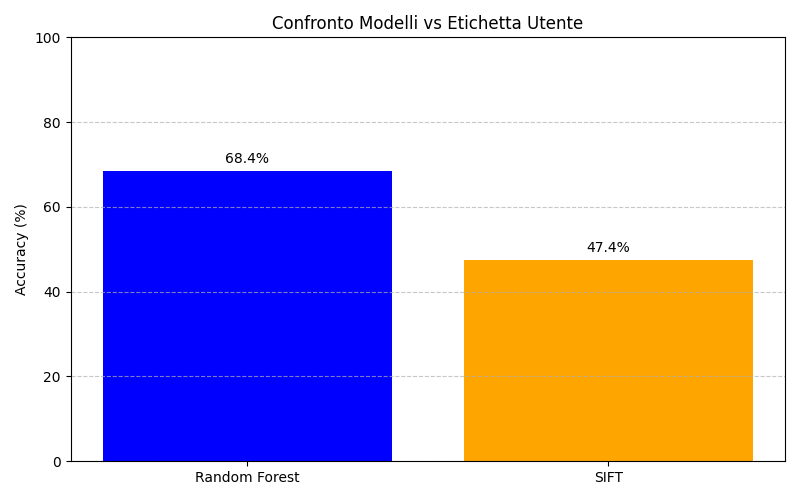 Confronto Modelli vs Etichetta Utente
100
80
60
40
20
0
Accuracy (%)
68.4%
47.4%
Random Forest
SIFT